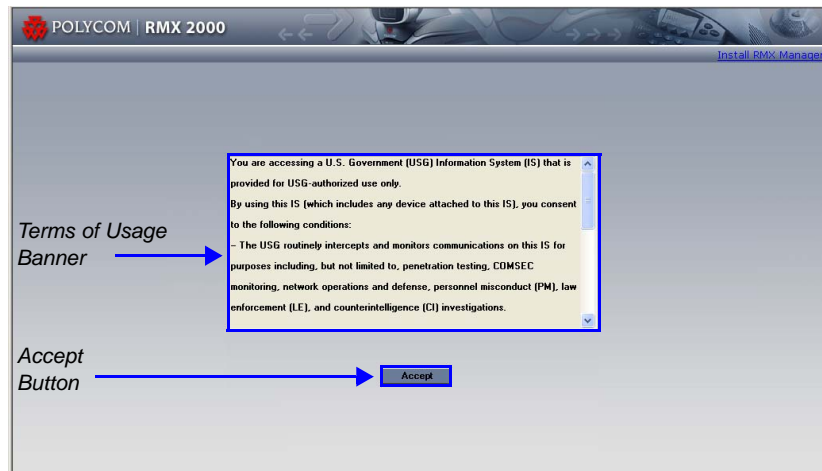 POLYCOM | RMX 2000
Install RMX Manager
You are accessing a U.S. Government (USG) Information System (IS) that is
provided for USG-authorized use only.
By using this IS (which includes any device attached to this IS), you consent
to the following conditions:
– The USG routinely intercepts and monitors communications on this IS for
purposes including, but not limited to, penetration testing, COMSEC
monitoring, network operations and defense, personnel misconduct (PM), law
enforcement (LE), and counterintelligence (CI) investigations.
Terms of Usage
Banner
Accept
Button
Accept